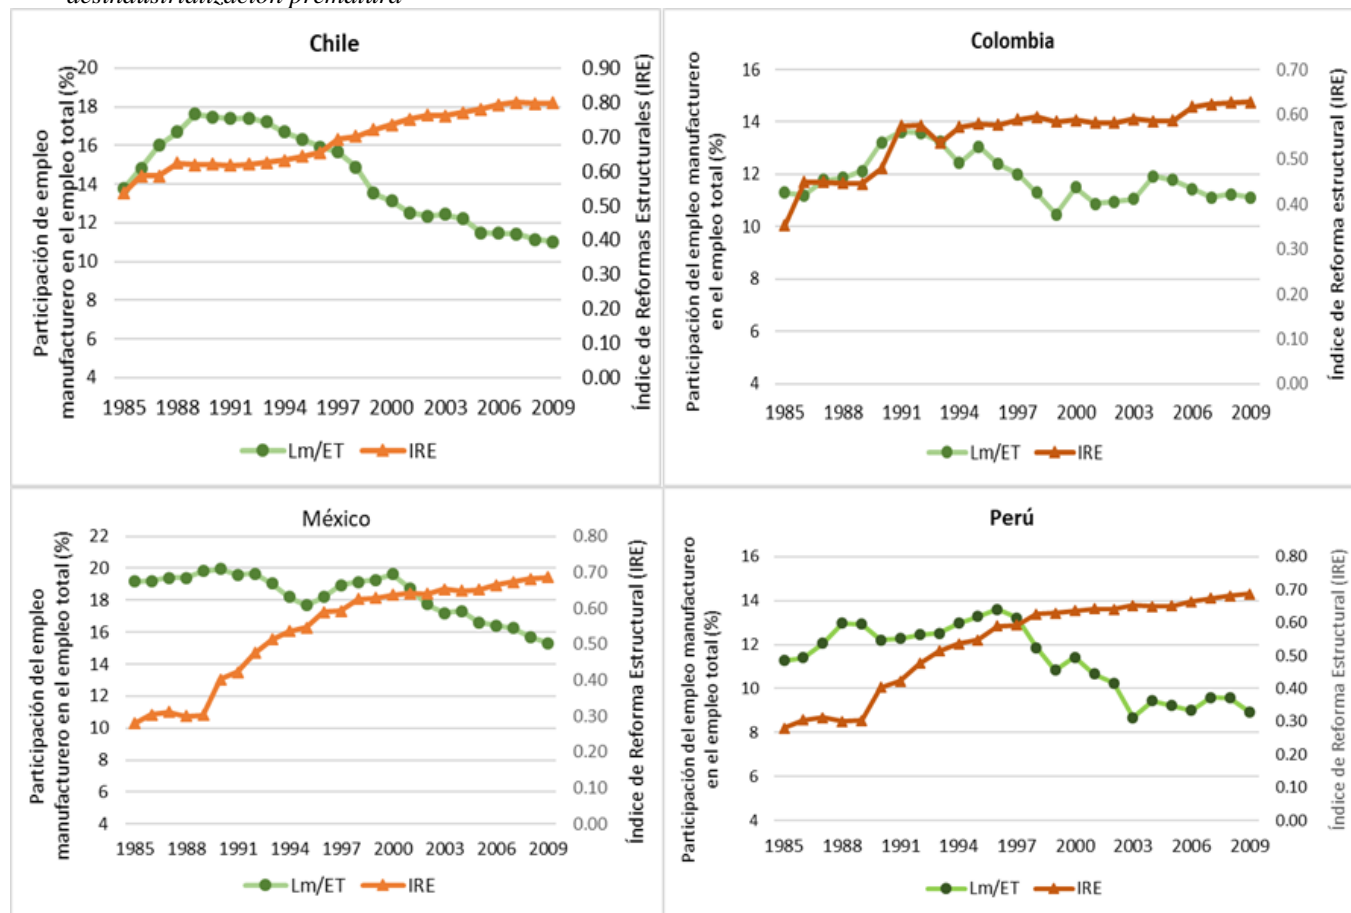 desindustrialización prematura
Chile
Participación de empleo
manufacturero en el empleo total (%)
20
18
16
14
12
10
8
6
4
0.90
0.80
0.70
0.60
0.50
0.40
0.30
0.20
0.10
0.00
Índice de Reformas Estructurales (IRE)
1985 1988 1991 1994 1997 2000 2003 2006 2009
Lm/ET IRE
Colombia
Participación del empleo manufacturero
en el empleo total (%)
16
14
12
10
8
6
4
0.70
0.60
0.50
0.40
0.30
0.20
0.10
0.00
Índice de Reforma estructural (IRE)
1985 1988 1991 1994 1997 2000 2003 2006 2009
Lm/ET IRE
México
Participación del empleo
manufacturero en el empleo total (%)
22
20
18
16
14
12
10
8
6
4
0.80
0.70
0.60
0.50
0.40
0.30
0.20
0.10
0.00
Índice de Reforma Estructural (IRE)
1985 1988 1991 1994 1997 2000 2003 2006 2009
Lm/ET IRE
Perú
Participación del empleo manufacturero
en el empleo total (%)
16
14
12
10
8
6
4
0.80
0.70
0.60
0.50
0.40
0.30
0.20
0.10
0.00
Índice de Reforma Estructural (IRE)
1985 1988 1991 1994 1997 2000 2003 2006 2009
Lm/ET IRE